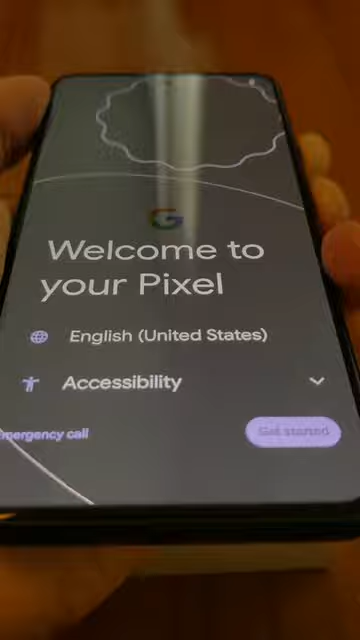 Welcome to
your Pixel
English (United States)
Accessibility
Emergency call
Get started